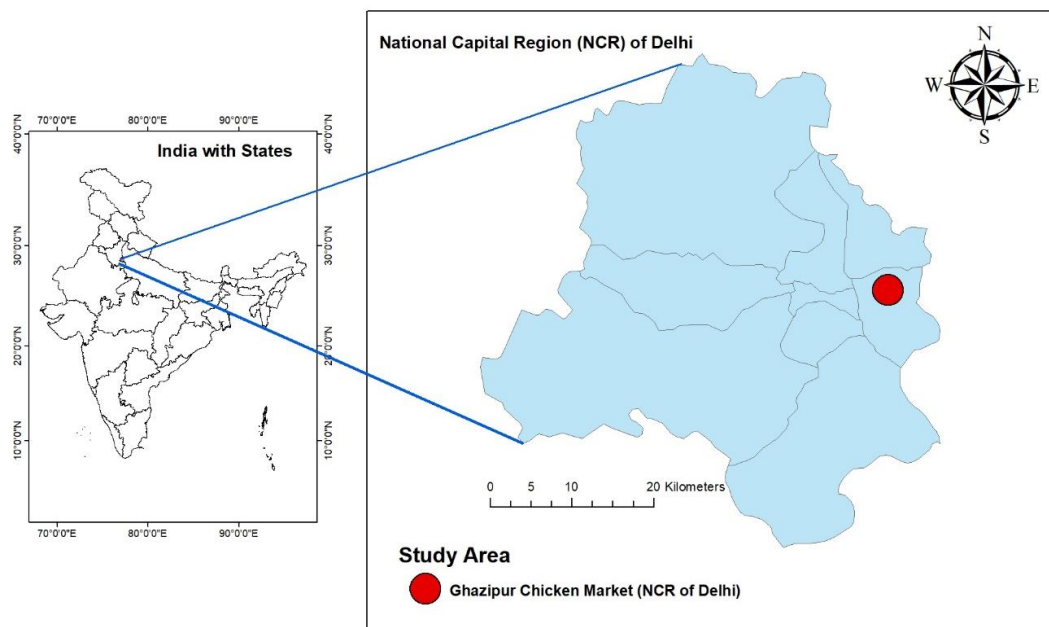 National Capital Region (NCR) of Delhi
N
W
E
S
70°0'0"E 80°0'0"E 90°0'0"E
India with States
40°0'0"N
40°0'0"N
30°0'0"N
30°0'0"N
20°0'0"N
20°0'0"N
10°0'0"N
10°0'0"N
70°0'0"E 80°0'0"E 90°0'0"E
0 5 10 20 Kilometers
Study Area
Ghazipur Chicken Market (NCR of Delhi)